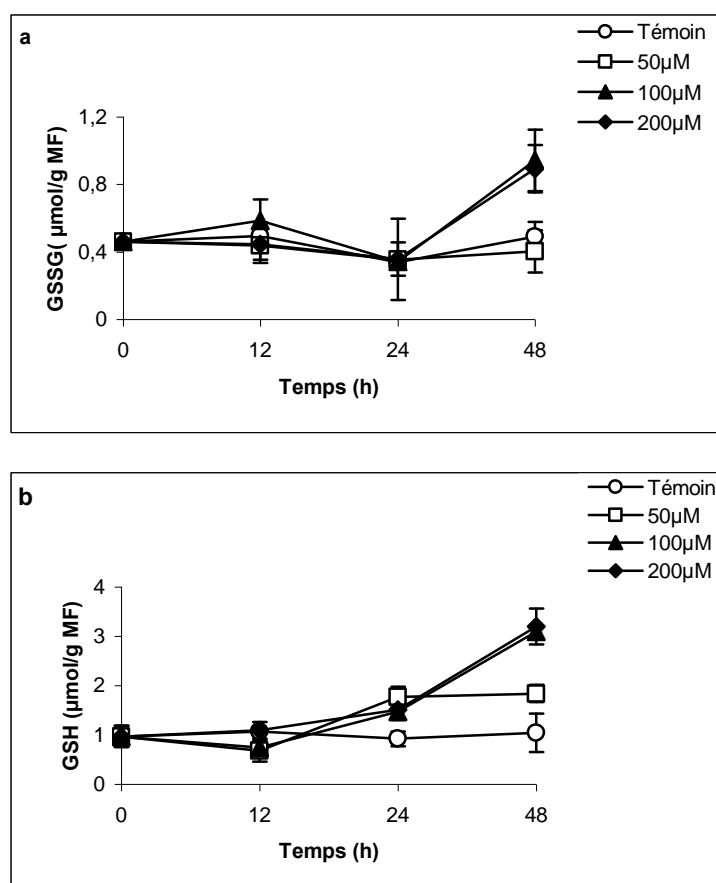 a
Témoin
50µM
100µM
200µM
GSSG( µmol/g MF)
1,2
0,8
0,4
0
0 12 24 48
Temps (h)
b
Témoin
50µM
100µM
200µM
GSH (µmol/g MF)
4
3
2
1
0
0 12 24 48
Temps (h)